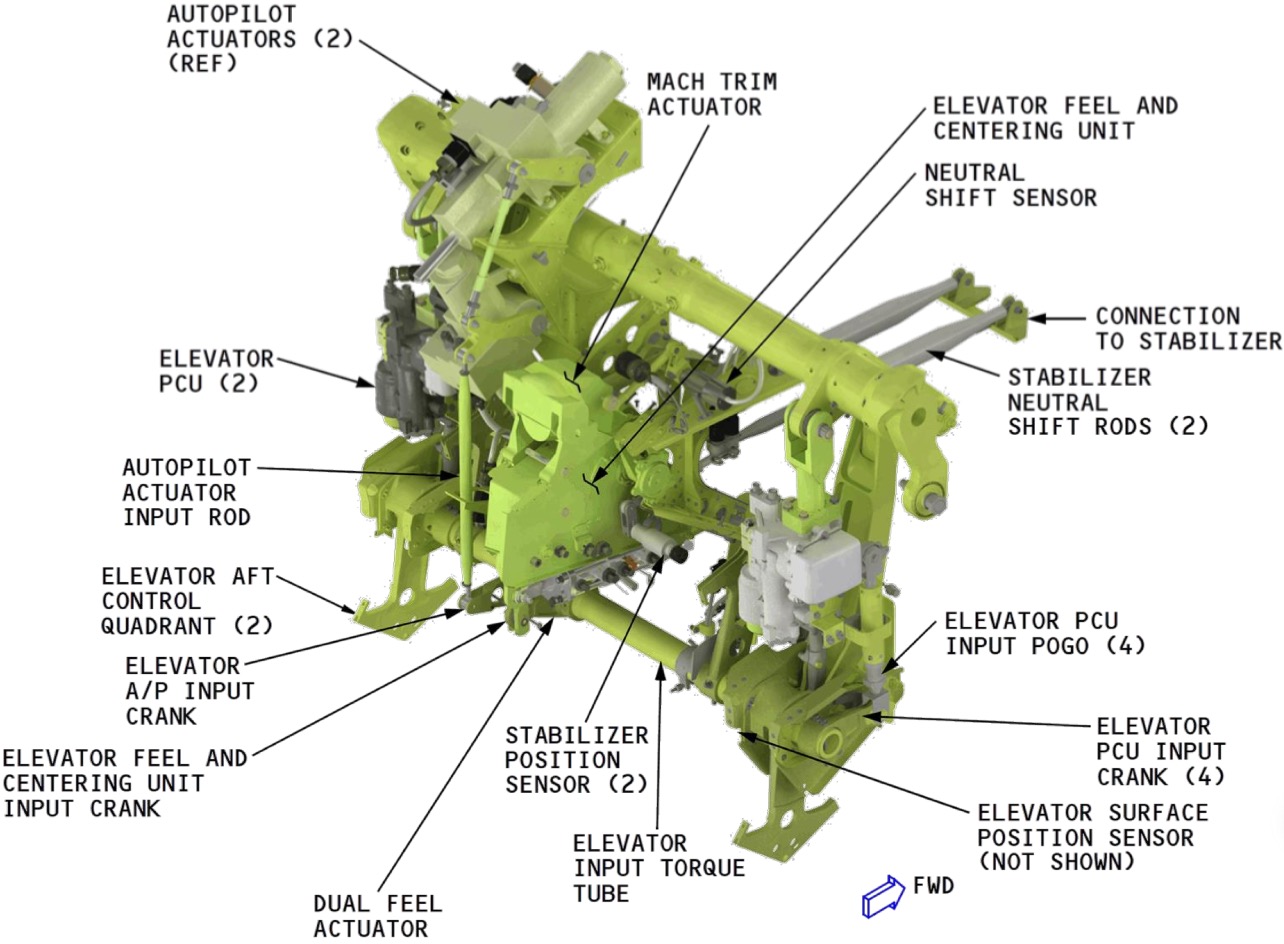 AUTOPILOT
ACTUATORS (2)
(REF)
MACH TRIM
ACTUATOR
ELEVATOR FEEL AND
CENTERING UNIT
NEUTRAL
SHIFT SENSOR
CONNECTION
TO STABILIZER
STABILIZER
NEUTRAL
SHIFT RODS (2)
ELEVATOR
PCU (2)
AUTOPILOT
ACTUATOR
INPUT ROD
ELEVATOR AFT
CONTROL
QUADRANT (2)
ELEVATOR
A/P INPUT
CRANK
ELEVATOR FEEL AND
CENTERING UNIT
INPUT CRANK
DUAL FEEL
ACTUATOR
STABILIZER
POSITION
SENSOR (2)
ELEVATOR
INPUT TORQUE
TUBE
ELEVATOR PCU
INPUT POGO (4)
ELEVATOR
PCU INPUT
CRANK (4)
ELEVATOR SURFACE
POSITION SENSOR
(NOT SHOWN)
FWD